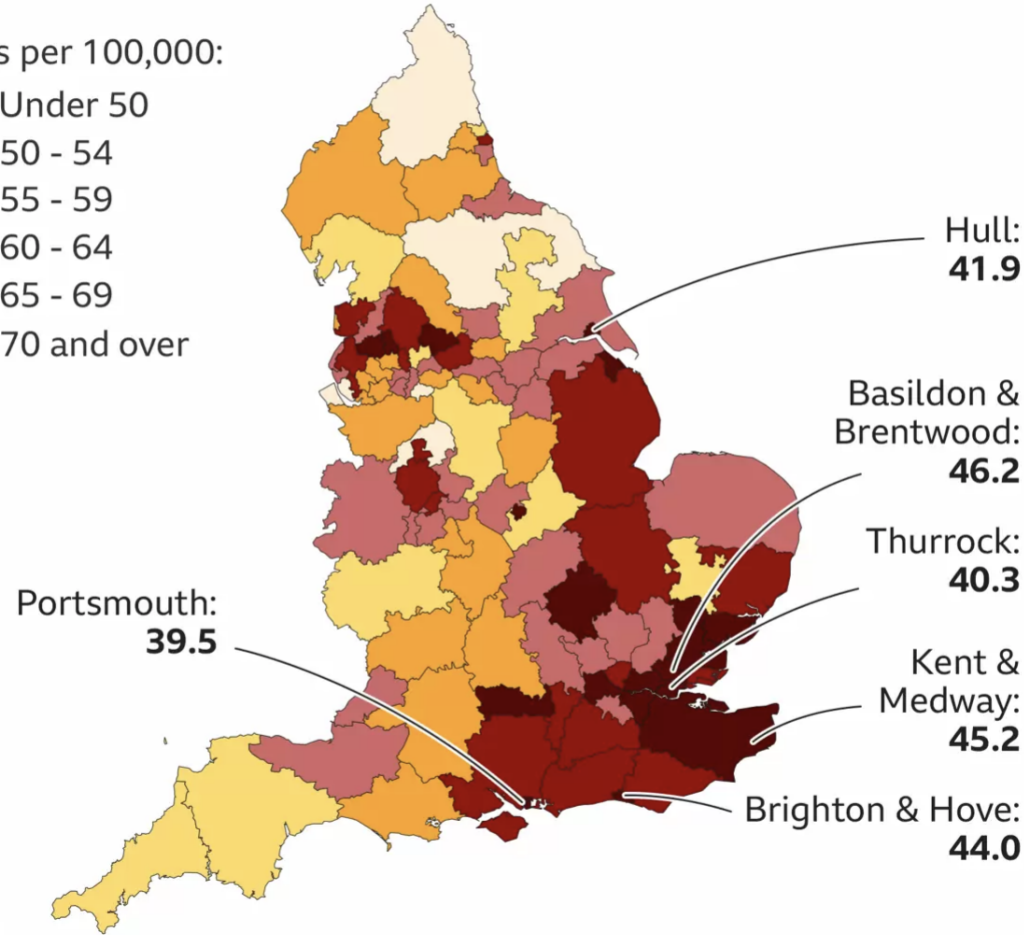 s per 100,000:
Under 50
50 - 54
55 - 59
60 - 64
65 - 69
70 and over
Hull:
41.9
Basildon &
Brentwood:
46.2
Thurrock:
40.3
Portsmouth:
39.5
Kent &
Medway:
45.2
Brighton & Hove:
44.0